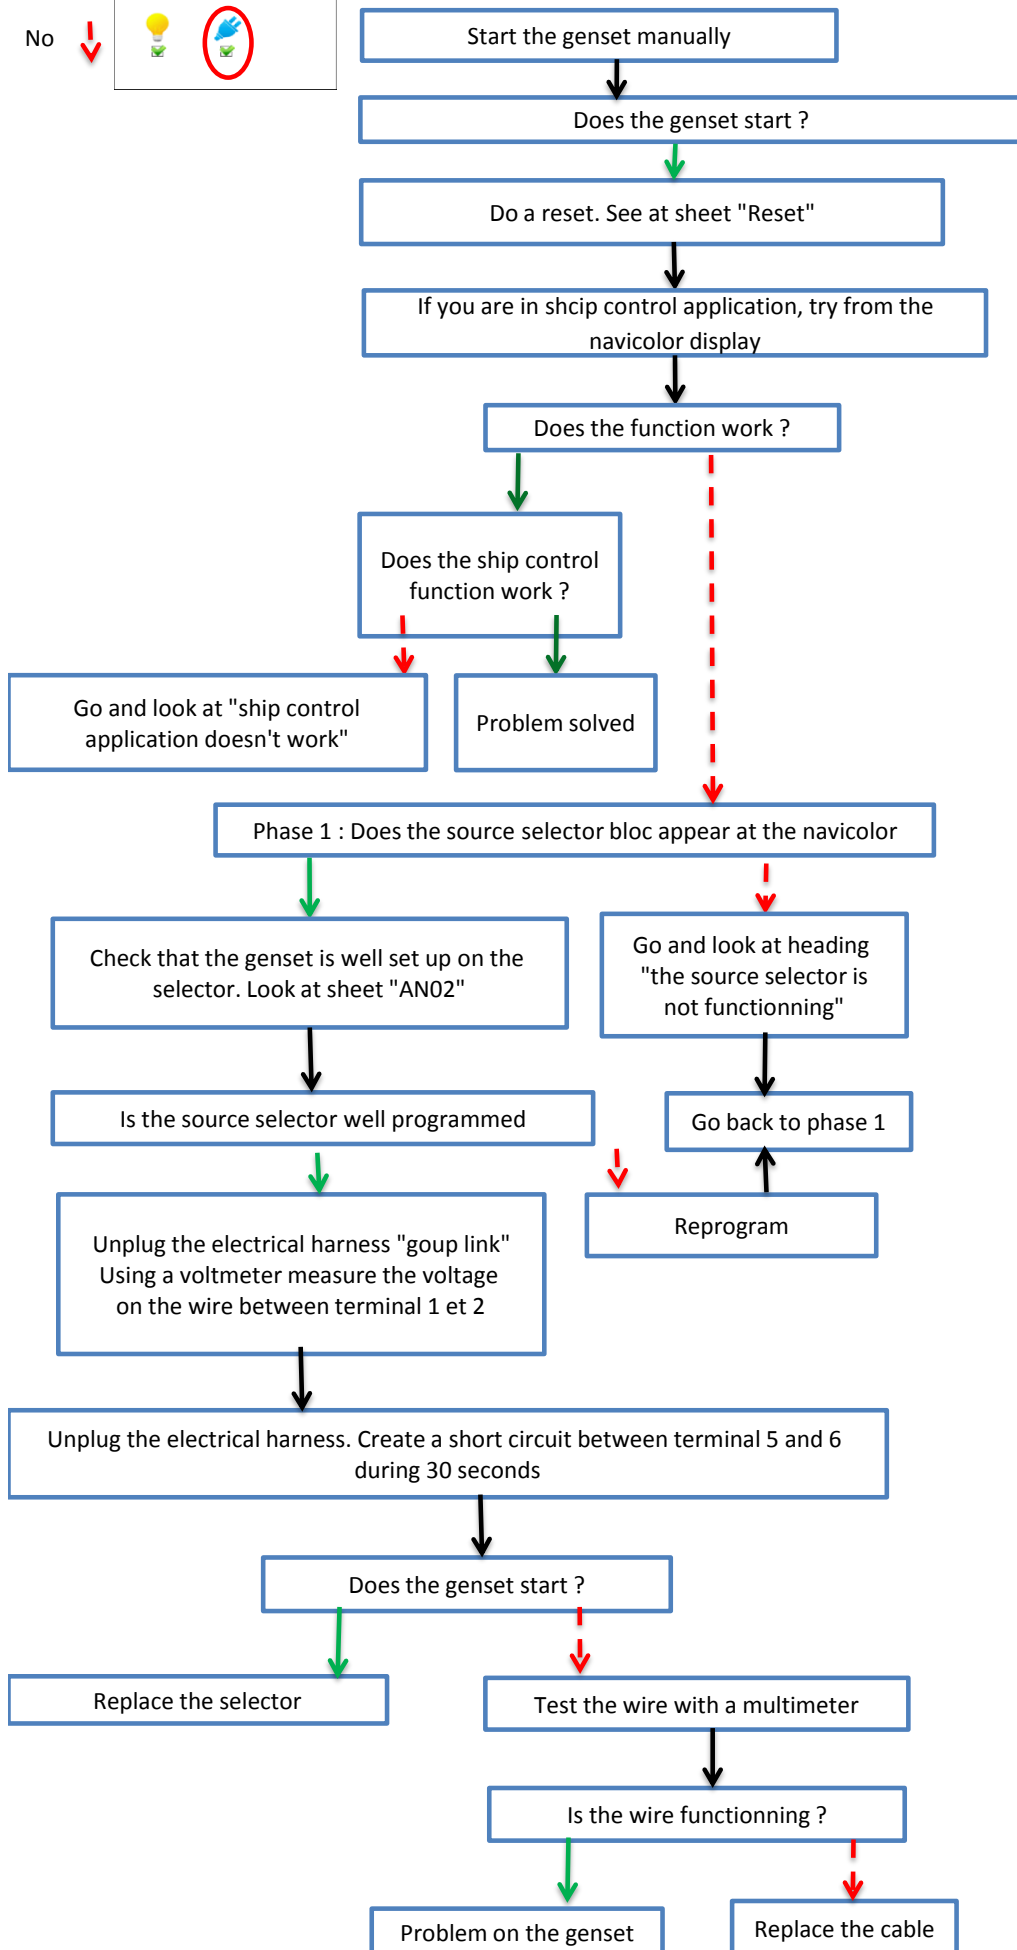 No
Start the genset manually
Does the genset start ?
Do a reset. See at sheet "Reset"
If you are in shcip control application, try from the
navicolor display
Does the function work ?
Does the ship control
function work ?
Go and look at "ship control
application doesn't work"
Problem solved
Phase 1 : Does the source selector bloc appear at the navicolor
Check that the genset is well set up on the
selector. Look at sheet "AN02"
Go and look at heading
"the source selector is
not functionning"
Is the source selector well programmed
Go back to phase 1
Reprogram
Unplug the electrical harness "goup link"
Using a voltmeter measure the voltage
on the wire between terminal 1 et 2
Unplug the electrical harness. Create a short circuit between terminal 5 and 6
during 30 seconds
Does the genset start ?
Replace the selector
Test the wire with a multimeter
Is the wire functionning ?
Problem on the genset
Replace the cable